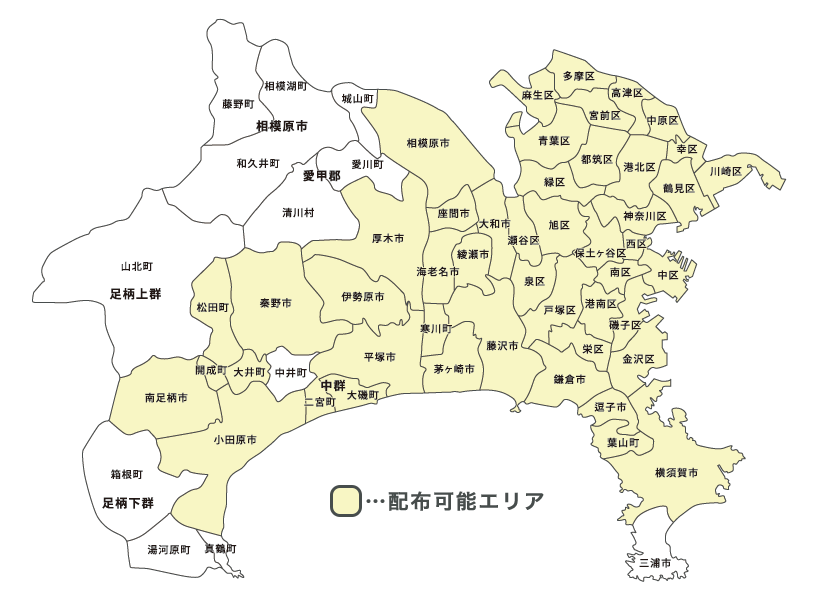 多摩区
麻生区
高津区
宮前区
中原区
相模湖町
城山町
藤野町
相模原市
相模原市
青葉区
都筑区
幸区
港北区
川崎区
和久井町
愛甲郡
愛川町
緑区
鶴見区
清川村
座間市
大和市
旭区
神奈川区
厚木市
瀬谷区
西区
保土ヶ谷区
綾瀬市
海老名市
泉区
南区
中区
山北町
足柄上群
松田町
秦野市
伊勢原市
戸塚区
港南区
磯子区
寒川町
藤沢市
栄区
金沢区
平塚市
開成町
大井町
中井町
茅ヶ崎市
鎌倉市
中群
南足柄市
二宮町
大磯町
逗子市
小田原市
葉山町
箱根町
横須賀市
足柄下群
…配布可能エリア
湯河原町
真鶴町
三浦市